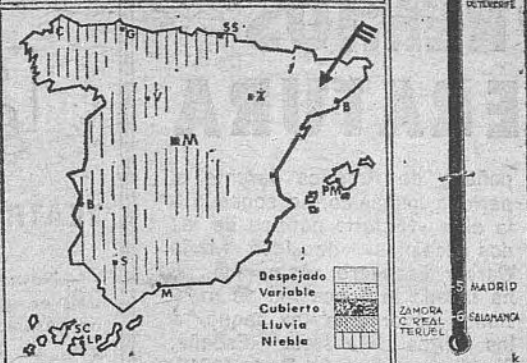 DE TENERIFE
C
G
SS
V
Z
B
M
PM
B
S
M
SC
LP
Despejado
Variable
Cubierto
Lluvia
Niebla
-5 MADRID
ZAMORA
C REAL
TERUEL
-6 SALAMANCA